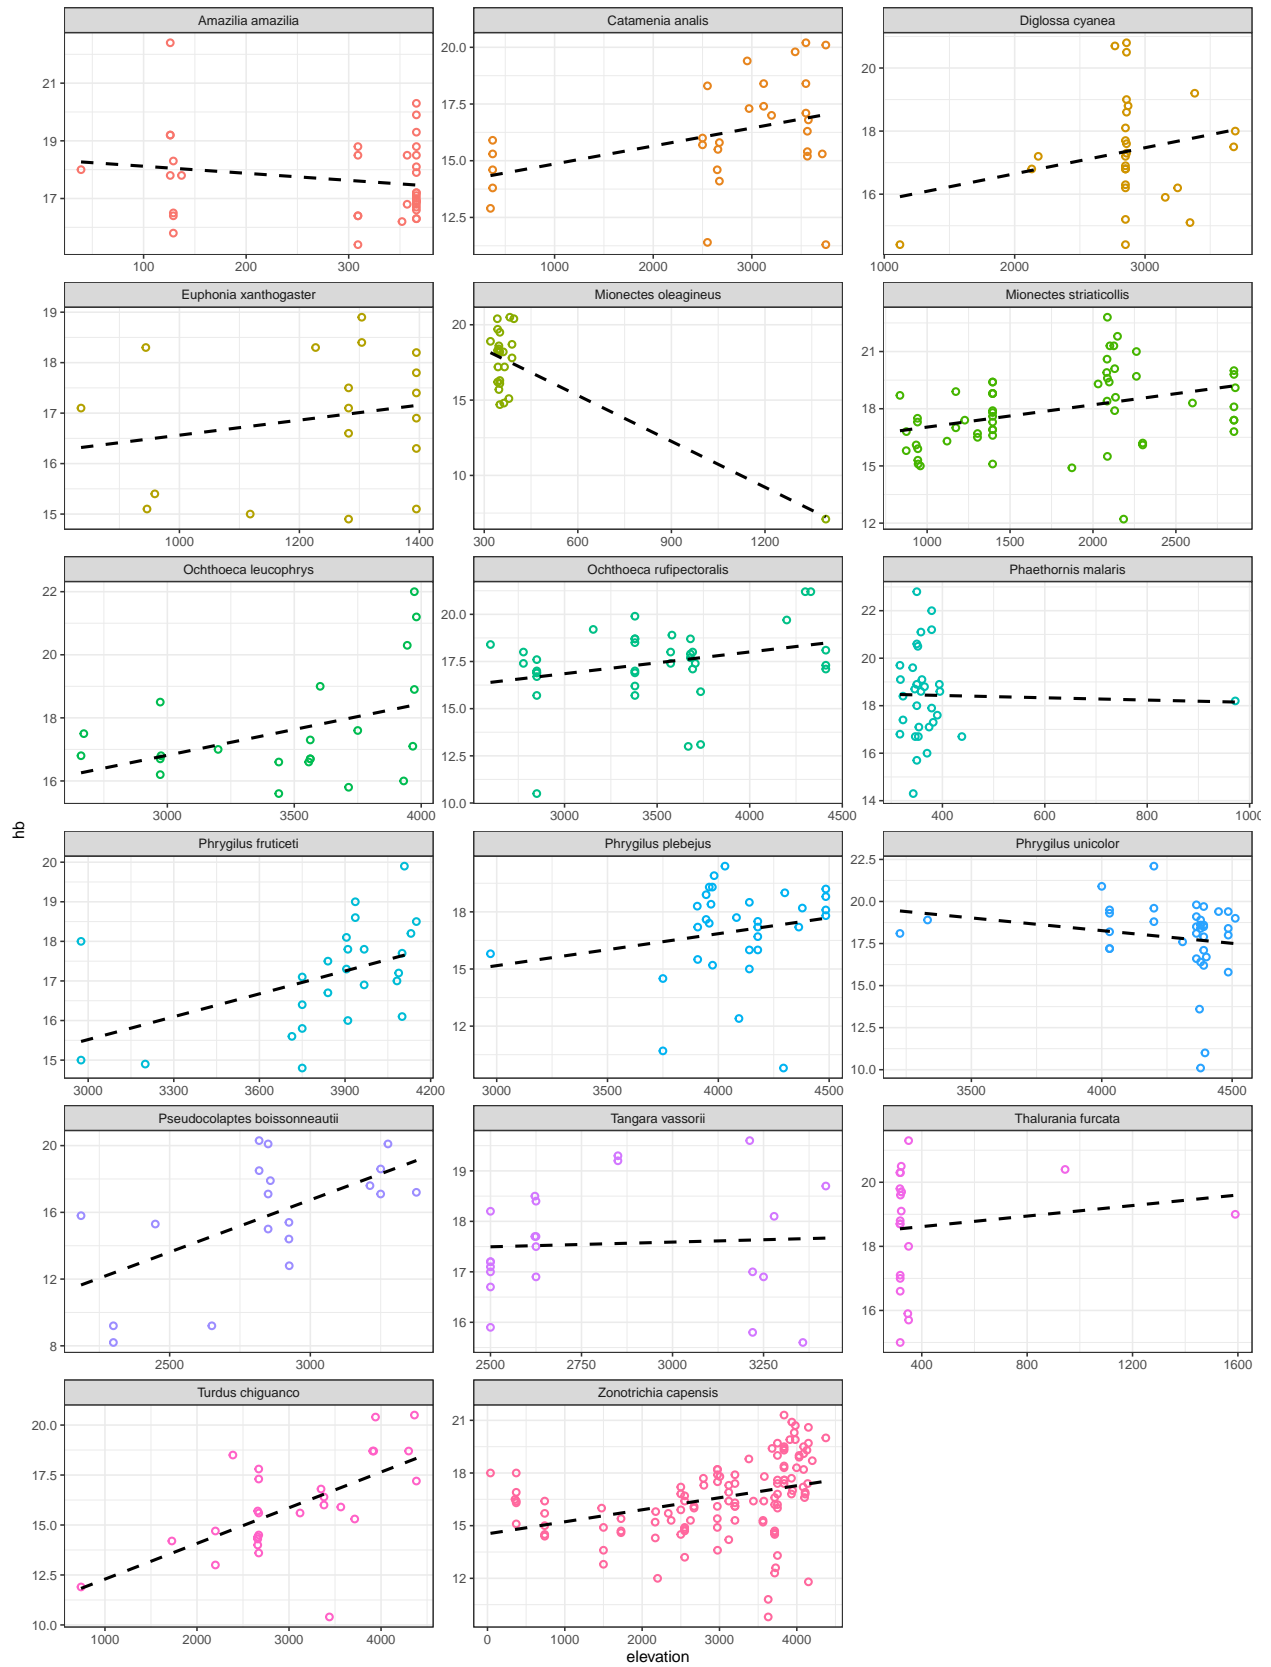 Amazilia amazilia
Catamenia analis
Diglossa cyanea
21
19
17
100 200 300
20.0
17.5
15.0
12.5
1000 2000 3000
20
18
16
1000 2000 3000
Euphonia xanthogaster
Mionectes oleagineus
Mionectes striaticollis
19
18
17
16
15
1000 1200 1400
20
15
10
300 600 900 1200
21
18
15
12
1000 1500 2000 2500
Ochthoeca leucophrys
Ochthoeca rufipectoralis
Phaethornis malaris
22
20
18
16
3000 3500 4000
20.0
17.5
15.0
12.5
10.0
3000 3500 4000 4500
22
20
18
16
14
400 600 800 1000
hb
Phrygilus fruticeti
Phrygilus plebejus
Phrygilus unicolor
20
19
18
17
16
15
3000 3300 3600 3900 4200
18
15
12
3000 3500 4000 4500
22.5
20.0
17.5
15.0
12.5
10.0
3500 4000 4500
Pseudocolaptes boissonneautii
Tangara vassorii
Thalurania furcata
20
16
12
8
2500 3000
19
18
17
16
2500 2750 3000 3250
20
18
16
400 800 1200 1600
Turdus chiguanco
Zonotrichia capensis
20.0
17.5
15.0
12.5
10.0
1000 2000 3000 4000
21
18
15
12
0 1000 2000 3000 4000
elevation